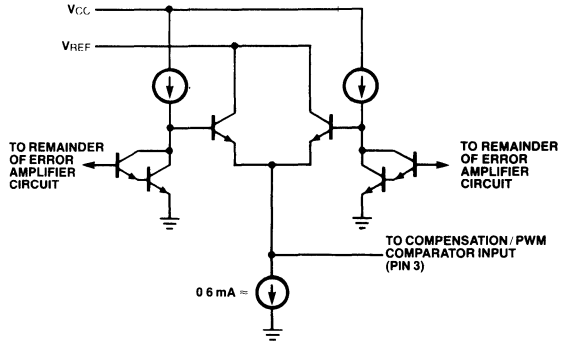 VCC
VREF
TO REMAINDER
OF ERROR
AMPLIFIER
CIRCUIT
TO REMAINDER
OF ERROR
AMPLIFIER
CIRCUIT
TO COMPENSATION / PWM
COMPARATOR INPUT
(PIN 3)
0 6 mA ≈